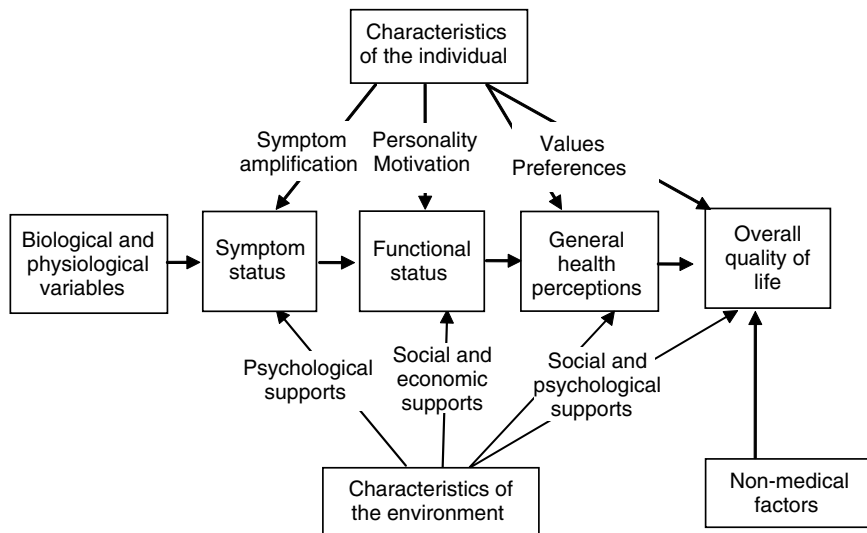 Characteristics
of the individual
Symptom
amplification
Personality
Motivation
Values
Preferences
Biological and
physiological
variables
Symptom
status
Functional
status
General
health
perceptions
Overall
quality of
life
Psychological
supports
Social and
economic
supports
Social and
psychological
supports
Characteristics of
the environment
Non-medical
factors